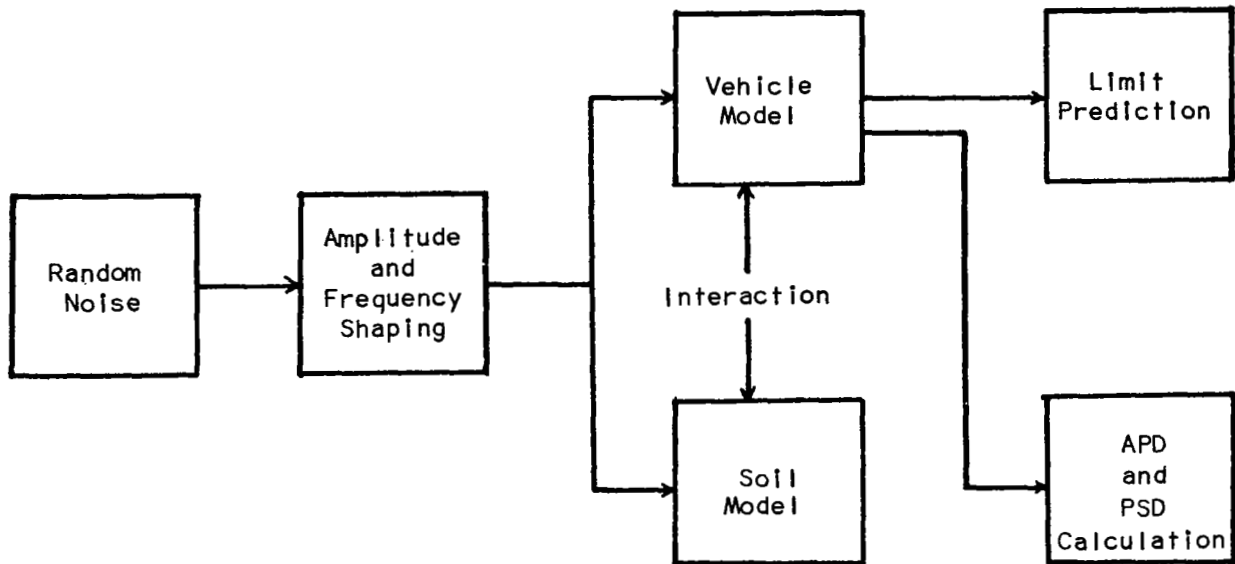 Random
Noise
Amplitude
and
Frequency
Shaping
Vehicle
Model
Interaction
Soil
Model
Limit
Prediction
APD
and
PSD
Calculation